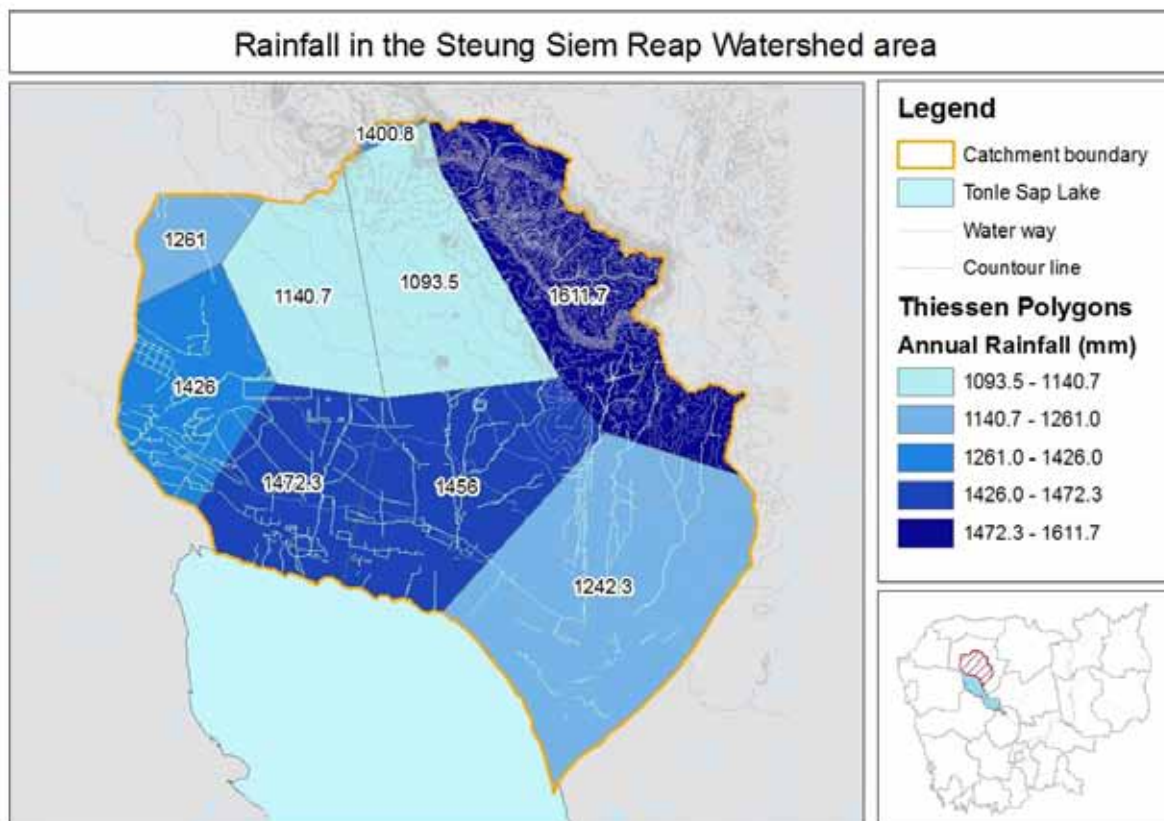 Rainfall in the Steung Siem Reap Watershed area
1400.8
1261
1140.7
1093.5
1611.7
1426
1472.3
1456
1242.3
Legend
Catchment boundary
Tonle Sap Lake
Water way
Countour line
Thiessen Polygons
Annual Rainfall (mm)
1093.5 - 1140.7
1140.7 - 1261.0
1261.0 - 1426.0
1426.0 - 1472.3
1472.3 - 1611.7